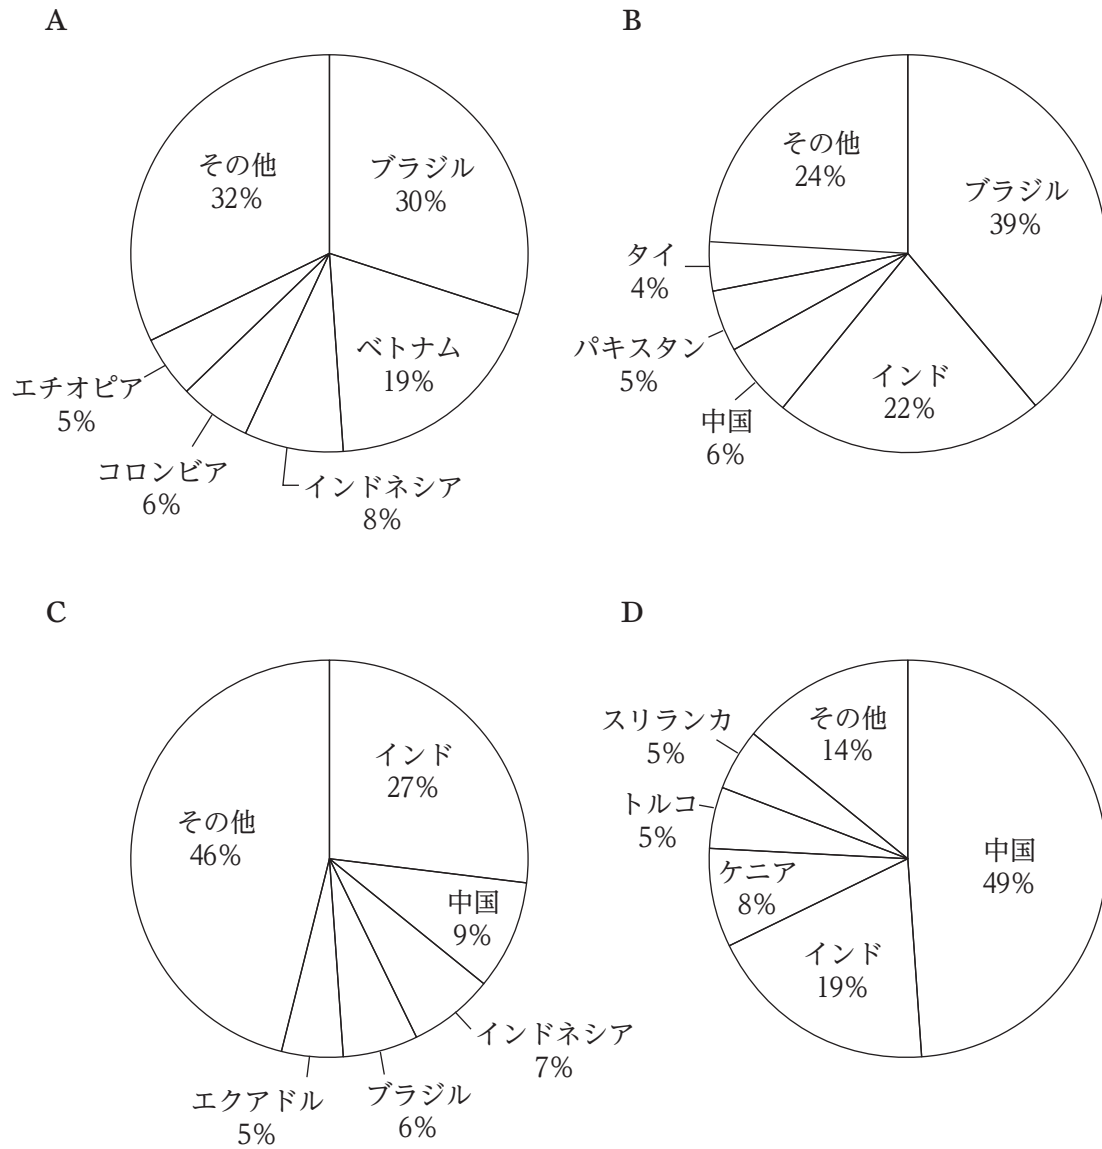 A
その他
32%
ブラジル
30%
ベトナム
19%
インドネシア
8%
コロンビア
6%
エチオピア
5%
B
その他
24%
ブラジル
39%
インド
22%
中国
6%
パキスタン
5%
タイ
4%
C
その他
46%
インド
27%
中国
9%
インドネシア
7%
ブラジル
6%
エクアドル
5%
D
その他
14%
中国
49%
インド
19%
ケニア
8%
トルコ
5%
スリランカ
5%